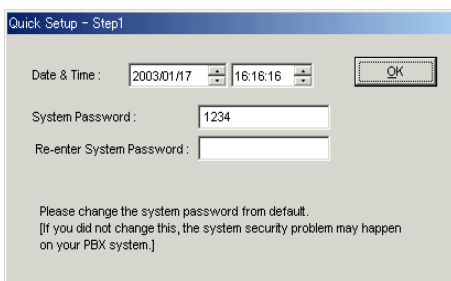 Quick Setup - Step1
Date & Time : 2003/01/17 16:16:16 OK
System Password : 1234
Re-enter System Password :
Please change the system password from default.
[If you did not change this, the system security problem may happen
on your PBX system.]